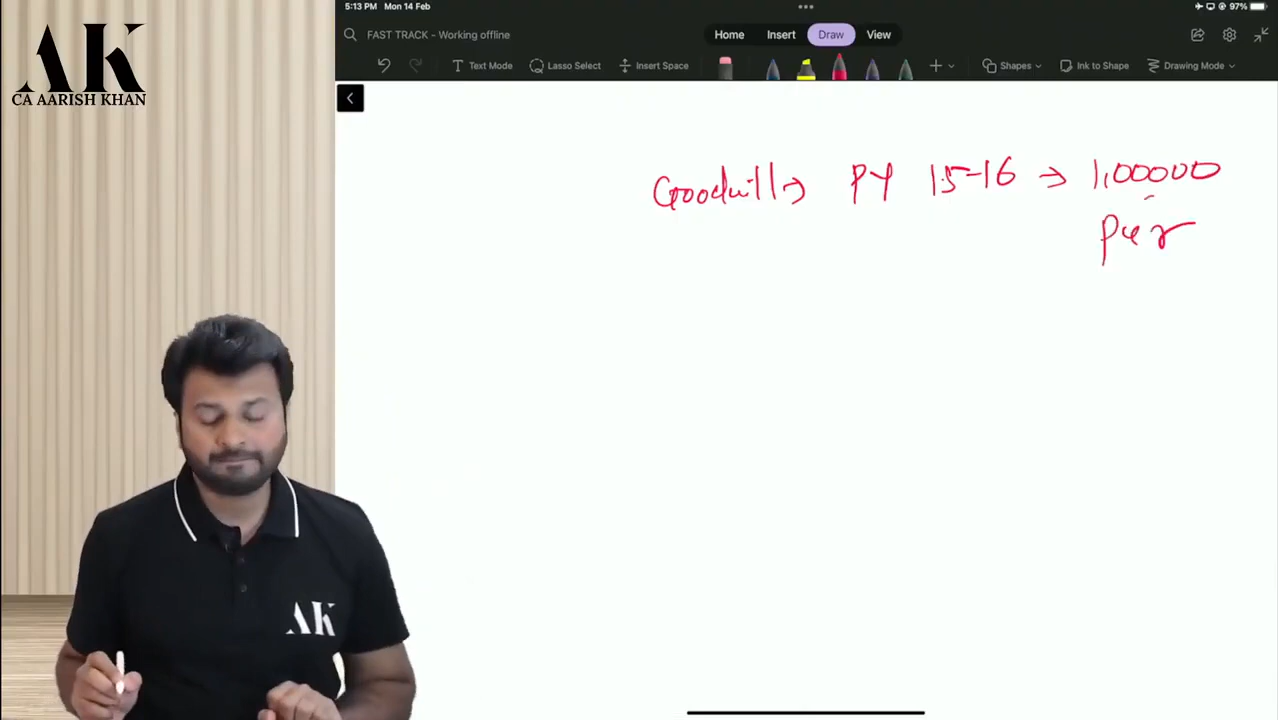 5:13 PM Mon 14 Feb
97%
AK
CA AARISH KHAN
FAST TRACK - Working offline
Home Insert Draw View
Text Mode Lasso Select Insert Space Shapes Ink to Shape Drawing Mode
Goodwill → PY 15-16 → 1,00000
AK